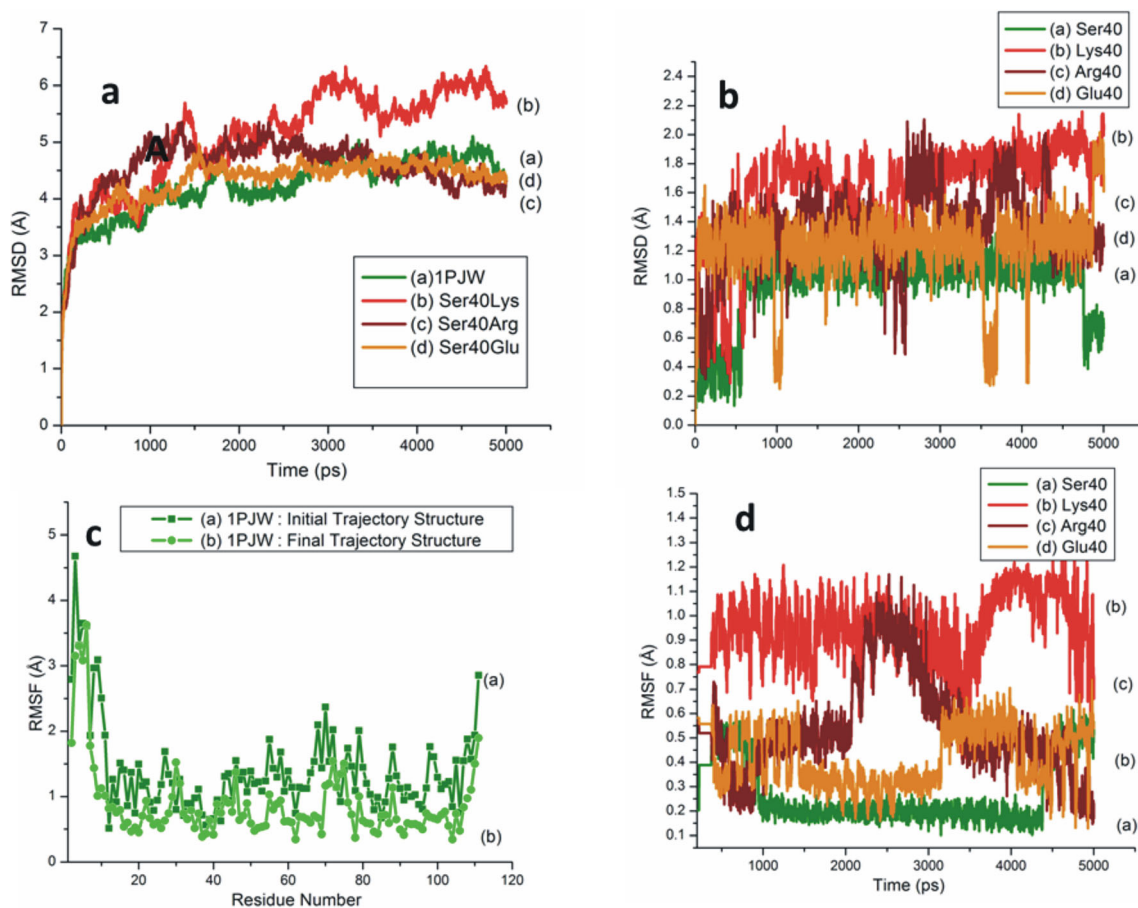 a
A
7
6
5
4
3
2
1
0
RMSD (Å)
0 1000 2000 3000 4000 5000
Time (ps)
(b)
(a)
(d)
(c)
(a)1PJW
(b) Ser40Lys
(c) Ser40Arg
(d) Ser40Glu
b
(a) Ser40
(b) Lys40
(c) Arg40
(d) Glu40
2.4
2.2
2.0
1.8
1.6
1.4
1.2
1.0
0.8
0.6
0.4
0.2
0.0
RMSD (Å)
0 1000 2000 3000 4000 5000
Time (ps)
(b)
(c)
(d)
(a)
c
(a) 1PJW : Initial Trajectory Structure
(b) 1PJW : Final Trajectory Structure
5
4
3
2
1
0
RMSF (Å)
0 20 40 60 80 100 120
Residue Number
(a)
(b)
d
(a) Ser40
(b) Lys40
(c) Arg40
(d) Glu40
1.5
1.4
1.3
1.2
1.1
1.0
0.9
0.8
0.7
0.6
0.5
0.4
0.3
0.2
0.1
RMSF (Å)
1000 2000 3000 4000 5000
Time (ps)
(b)
(c)
(b)
(a)